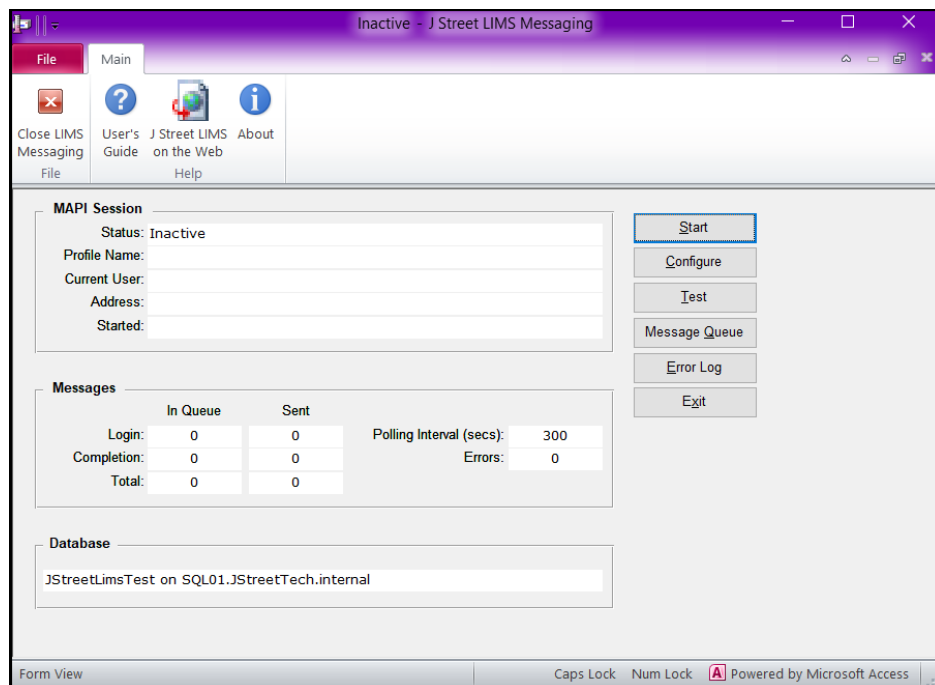 Inactive - J Street LIMS Messaging
File Main
Close LIMS Messaging
User's Guide
J Street LIMS on the Web
About
File
Help
MAPI Session
Status: Inactive
Profile Name:
Current User:
Address:
Started:
Start
Configure
Test
Message Queue
Error Log
Exit
Messages
In Queue Sent
Login: 0 0 Polling Interval (secs): 300
Completion: 0 0 Errors: 0
Total: 0 0
Database
JStreetLimsTest on SQL01.JStreetTech.internal
Form View Caps Lock Num Lock A Powered by Microsoft Access